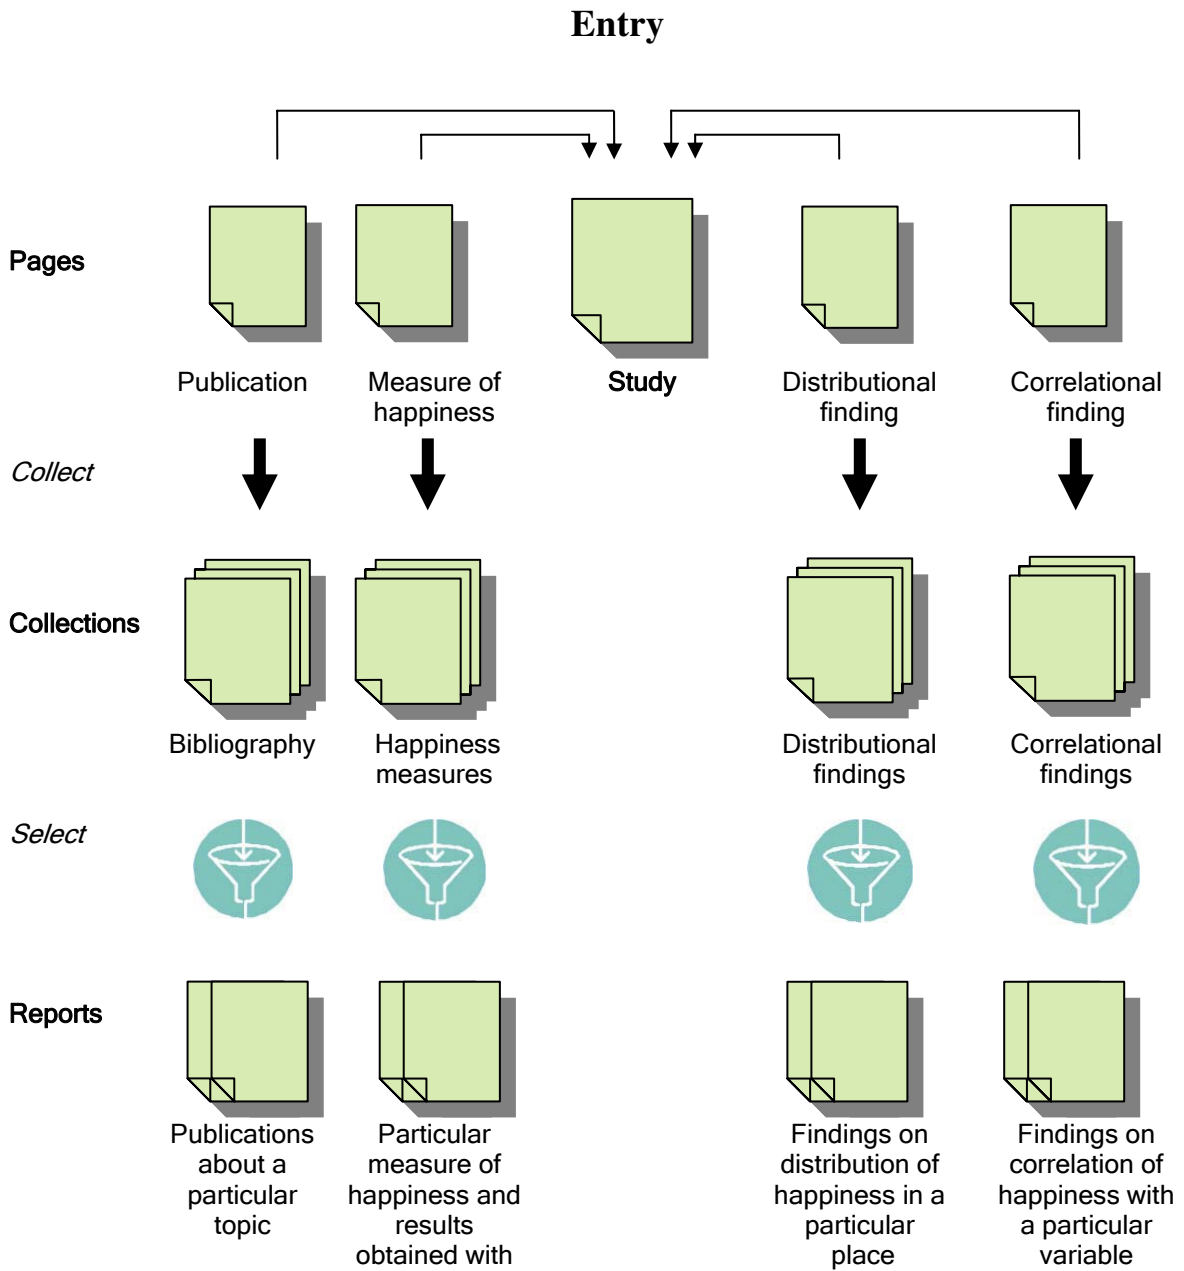 Entry
Pages
Publication
Measure of
happiness
Study
Distributional
finding
Correlational
finding
Collect
Collections
Bibliography
Happiness
measures
Distributional
findings
Correlational
findings
Select
Reports
Publications
about a
particular
topic
Particular
measure of
happiness and
results
obtained with
Findings on
distribution of
happiness in a
particular
place
Findings on
correlation of
happiness with
a particular
variable